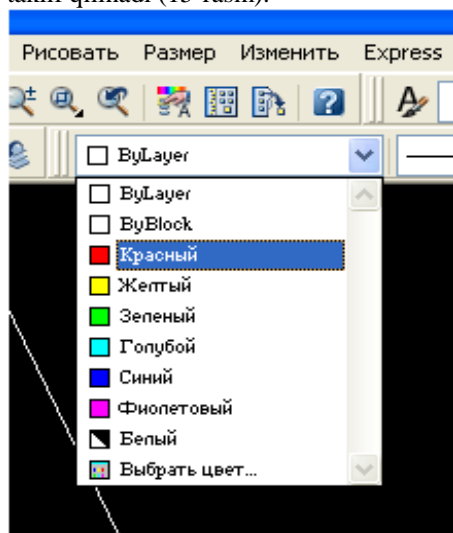 taklif qilinadi (13 rasm).
Рисовать Размер Изменить Express
ByLayer
ByLayer
ByBlock
Красный
Желтый
Зеленый
Голубой
Синий
Фиолетовый
Белый
Выбрать цвет...